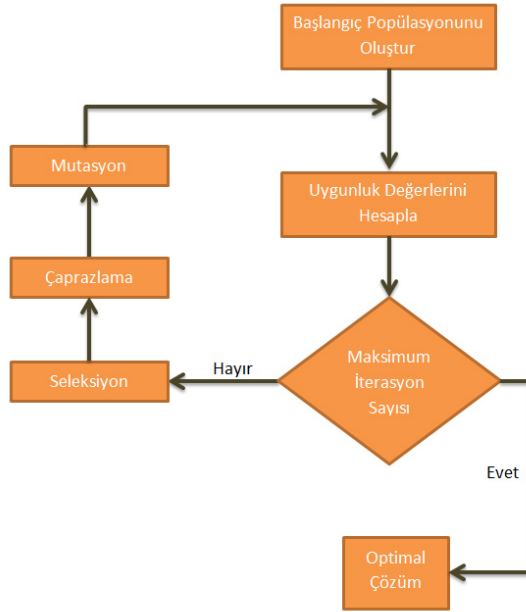 Başlangıç Popülasyonunu
Oluştur
Mutasyon
Uygunluk Değerlerini
Hesapla
Çaprazlama
Seleksiyon
Hayır
Maksimum
İterasyon
Sayısı
Evet
Optimal
Çözüm